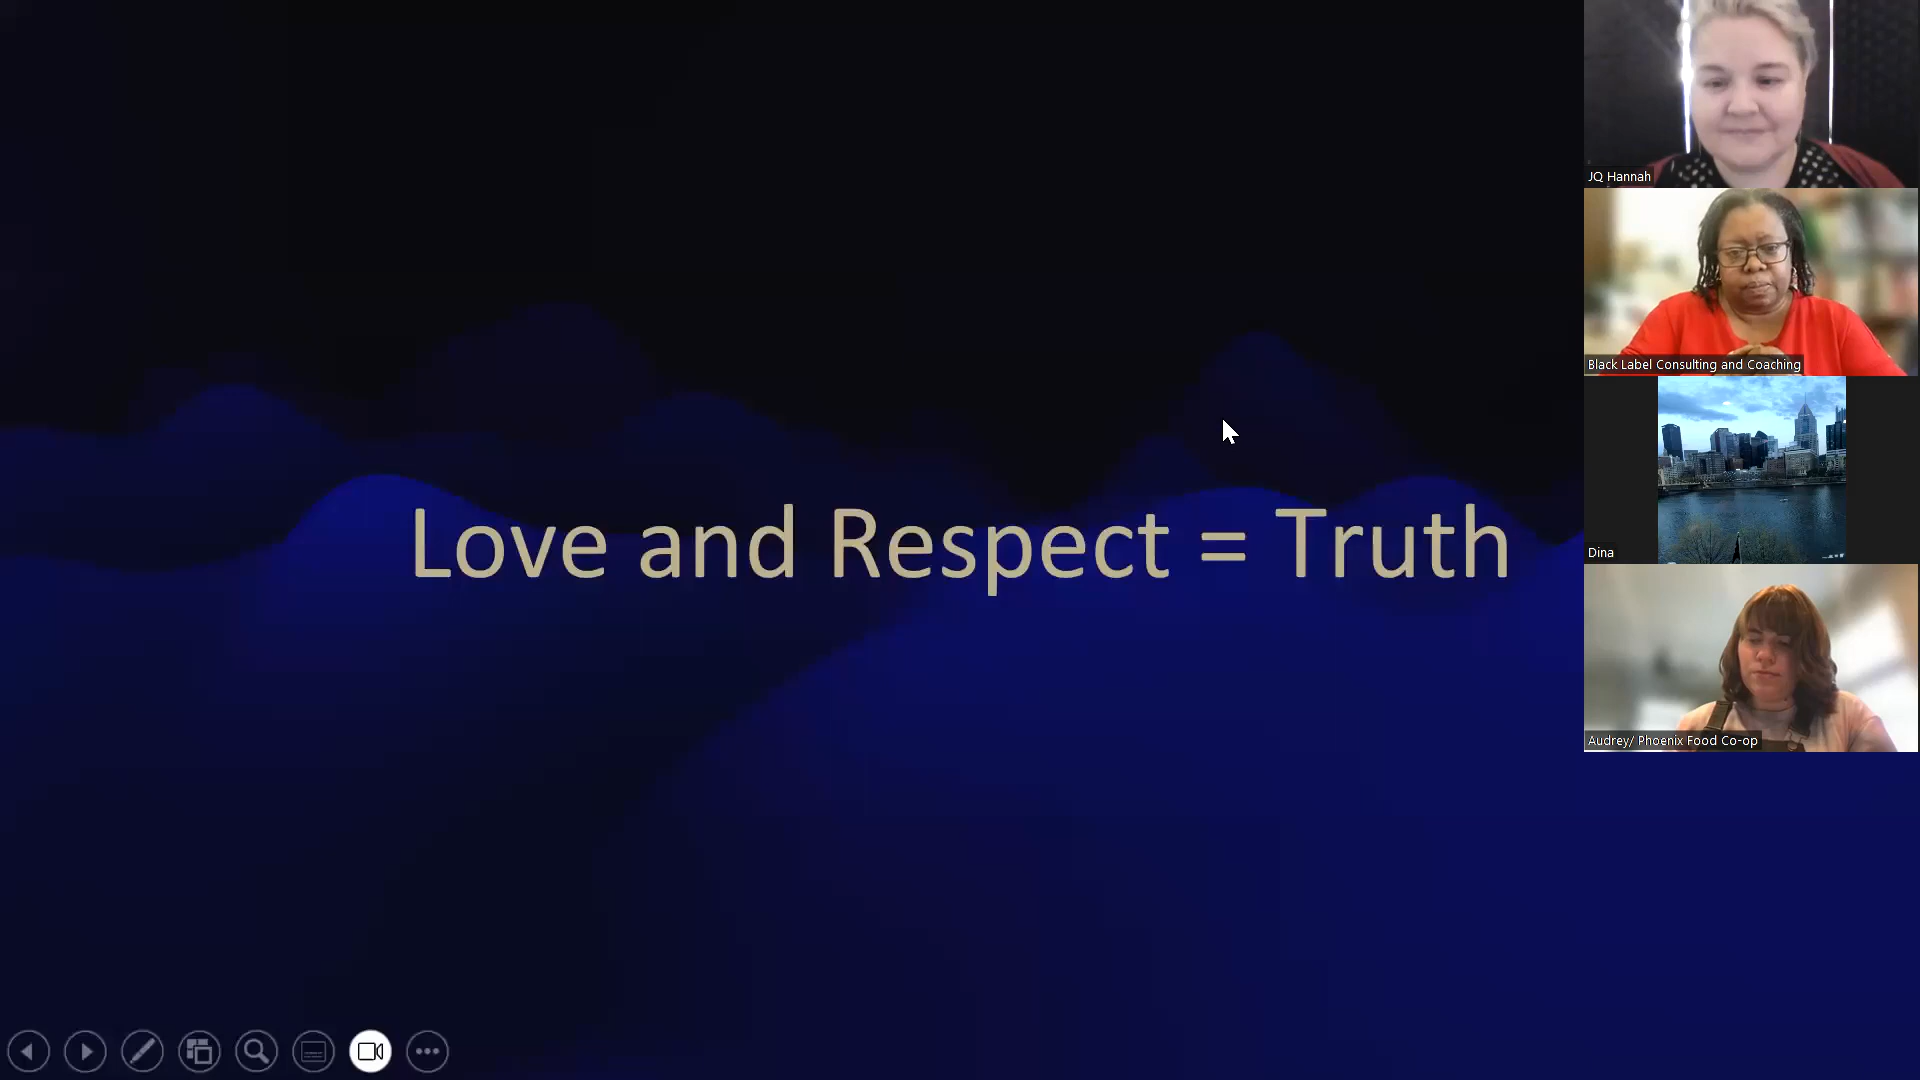 JQ Hannah
Black Label Consulting and Coaching
Love and Respect = Truth
Dina
Audrey/ Phoenix Food Co-op